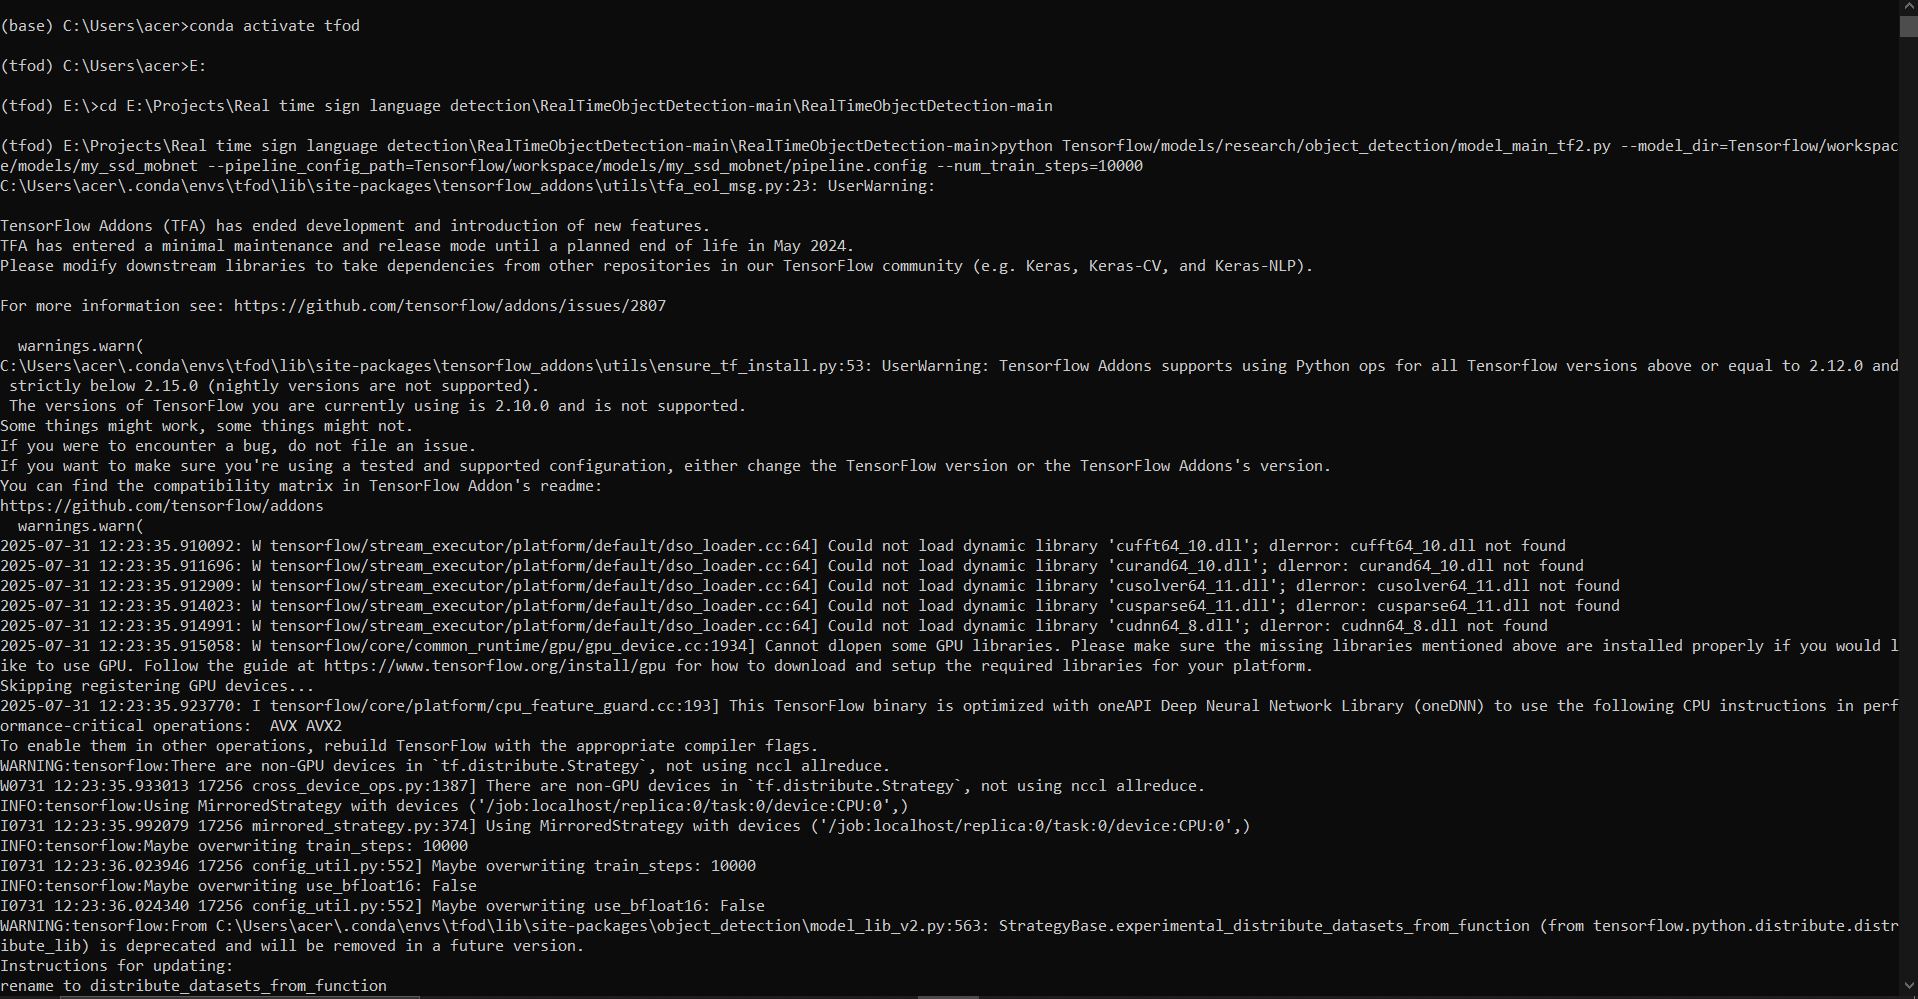 (base) C:\Users\acer>conda activate tfod
(tfod) C:\Users\acer>E:
(tfod) E:\>cd E:\Projects\Real time sign language detection\RealTimeObjectDetection-main\RealTimeObjectDetection-main
(tfod) E:\Projects\Real time sign language detection\RealTimeObjectDetection-main\RealTimeObjectDetection-main>python Tensorflow/models/research/object_detection/model_main_tf2.py --model_dir=Tensorflow/workspac
e/models/my_ssd_mobnet --pipeline_config_path=Tensorflow/workspace/models/my_ssd_mobnet/pipeline.config --num_train_steps=10000
C:\Users\acer\.conda\envs\tfod\lib\site-packages\tensorflow_addons\utils\tfa_eol_msg.py:23: UserWarning:
TensorFlow Addons (TFA) has ended development and introduction of new features.
TFA has entered a minimal maintenance and release mode until a planned end of life in May 2024.
Please modify downstream libraries to take dependencies from other repositories in our TensorFlow community (e.g. Keras, Keras-CV, and Keras-NLP).
For more information see: https://github.com/tensorflow/addons/issues/2807
  warnings.warn(
C:\Users\acer\.conda\envs\tfod\lib\site-packages\tensorflow_addons\utils\ensure_tf_install.py:53: UserWarning: Tensorflow Addons supports using Python ops for all Tensorflow versions above or equal to 2.12.0 and
 strictly below 2.15.0 (nightly versions are not supported).
 The versions of TensorFlow you are currently using is 2.10.0 and is not supported.
Some things might work, some things might not.
If you were to encounter a bug, do not file an issue.
If you want to make sure you're using a tested and supported configuration, either change the TensorFlow version or the TensorFlow Addons's version.
You can find the compatibility matrix in TensorFlow Addon's readme:
https://github.com/tensorflow/addons
  warnings.warn(
2025-07-31 12:23:35.910092: W tensorflow/stream_executor/platform/default/dso_loader.cc:64] Could not load dynamic library 'cufft64_10.dll'; dlerror: cufft64_10.dll not found
2025-07-31 12:23:35.911696: W tensorflow/stream_executor/platform/default/dso_loader.cc:64] Could not load dynamic library 'curand64_10.dll'; dlerror: curand64_10.dll not found
2025-07-31 12:23:35.912909: W tensorflow/stream_executor/platform/default/dso_loader.cc:64] Could not load dynamic library 'cusolver64_11.dll'; dlerror: cusolver64_11.dll not found
2025-07-31 12:23:35.914023: W tensorflow/stream_executor/platform/default/dso_loader.cc:64] Could not load dynamic library 'cusparse64_11.dll'; dlerror: cusparse64_11.dll not found
2025-07-31 12:23:35.914991: W tensorflow/stream_executor/platform/default/dso_loader.cc:64] Could not load dynamic library 'cudnn64_8.dll'; dlerror: cudnn64_8.dll not found
2025-07-31 12:23:35.915058: W tensorflow/core/common_runtime/gpu/gpu_device.cc:1934] Cannot dlopen some GPU libraries. Please make sure the missing libraries mentioned above are installed properly if you would l
ike to use GPU. Follow the guide at https://www.tensorflow.org/install/gpu for how to download and setup the required libraries for your platform.
Skipping registering GPU devices...
2025-07-31 12:23:35.923770: I tensorflow/core/platform/cpu_feature_guard.cc:193] This TensorFlow binary is optimized with oneAPI Deep Neural Network Library (oneDNN) to use the following CPU instructions in perf
ormance-critical operations:  AVX AVX2
To enable them in other operations, rebuild TensorFlow with the appropriate compiler flags.
WARNING:tensorflow:There are non-GPU devices in `tf.distribute.Strategy`, not using nccl allreduce.
W0731 12:23:35.933013 17256 cross_device_ops.py:1387] There are non-GPU devices in `tf.distribute.Strategy`, not using nccl allreduce.
INFO:tensorflow:Using MirroredStrategy with devices ('/job:localhost/replica:0/task:0/device:CPU:0',)
I0731 12:23:35.992079 17256 mirrored_strategy.py:374] Using MirroredStrategy with devices ('/job:localhost/replica:0/task:0/device:CPU:0',)
INFO:tensorflow:Maybe overwriting train_steps: 10000
I0731 12:23:36.023946 17256 config_util.py:552] Maybe overwriting train_steps: 10000
INFO:tensorflow:Maybe overwriting use_bfloat16: False
I0731 12:23:36.024340 17256 config_util.py:552] Maybe overwriting use_bfloat16: False
WARNING:tensorflow:From C:\Users\acer\.conda\envs\tfod\lib\site-packages\object_detection\model_lib_v2.py:563: StrategyBase.experimental_distribute_datasets_from_function (from tensorflow.python.distribute.distr
ibute_lib) is deprecated and will be removed in a future version.
Instructions for updating:
rename to distribute_datasets_from_function